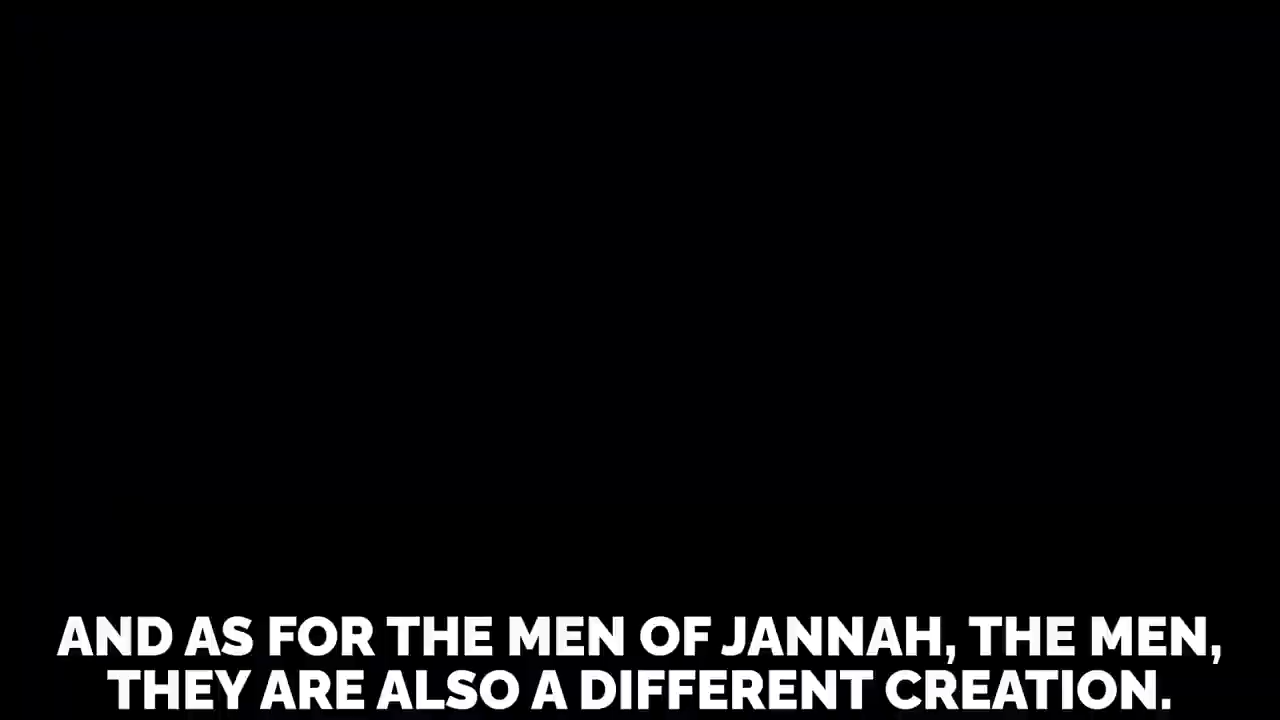 AND AS FOR THE MEN OF JANNAH, THE MEN,
THEY ARE ALSO A DIFFERENT CREATION.